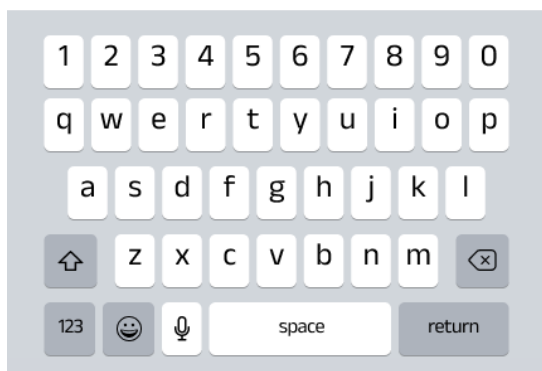 1 2 3 4 5 6 7 8 9 0
q w e r t y u i o p
a s d f g h j k l
z x c v b n m
123 space return